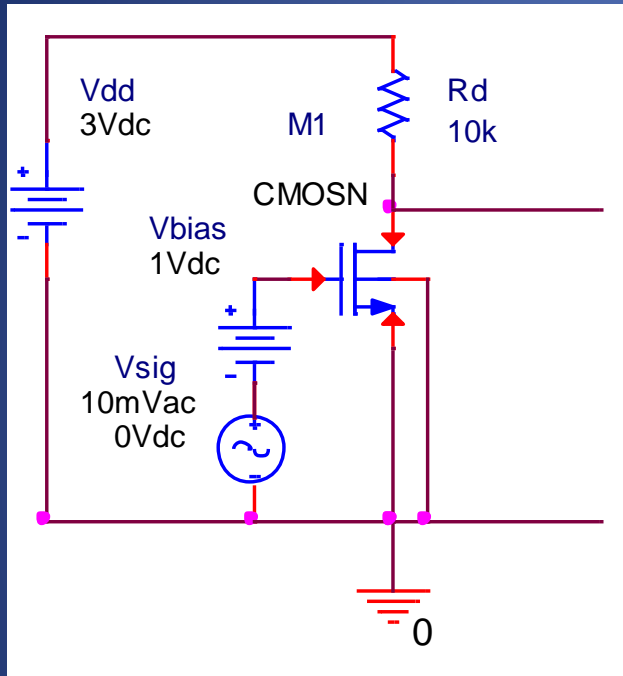 Vdd
3Vdc
M1
Rd
10k
CMOSN
Vbias
1Vdc
Vsig
10mVac
0Vdc
0